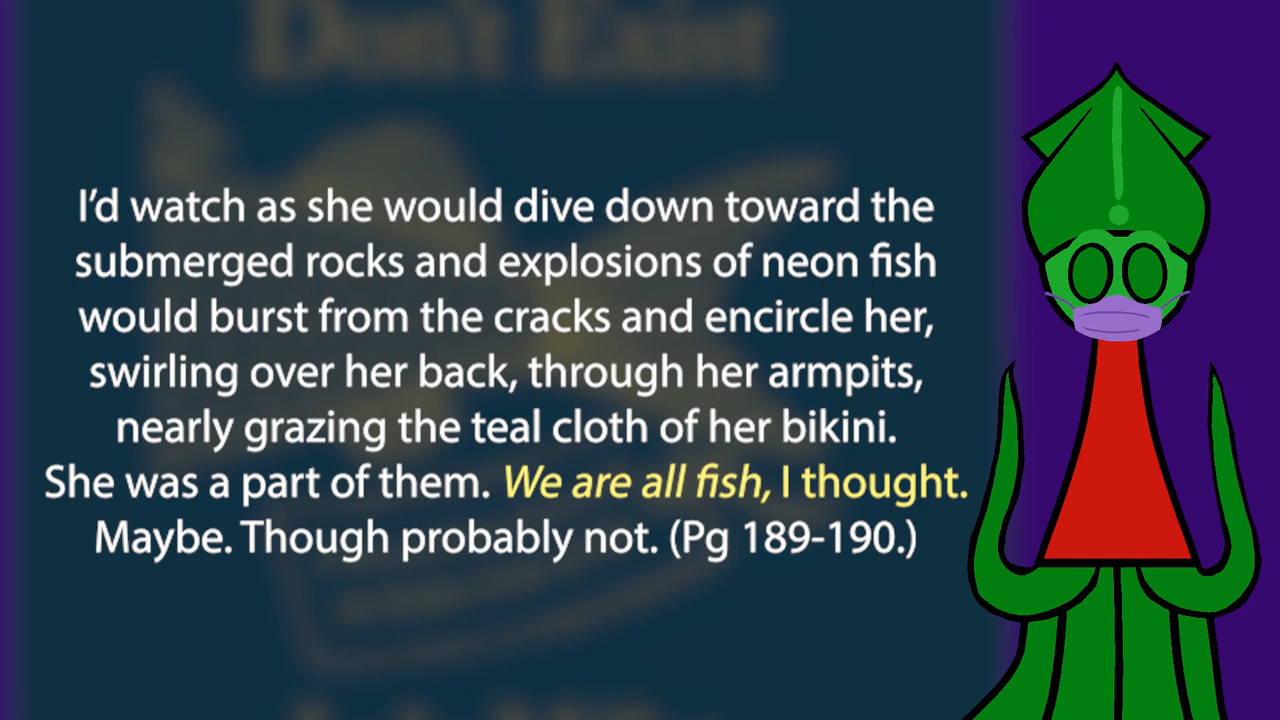 Don't Exist
I'd watch as she would dive down toward the
submerged rocks and explosions of neon fish
would burst from the cracks and encircle her,
swirling over her back, through her armpits,
nearly grazing the teal cloth of her bikini.
She was a part of them. We are all fish, I thought.
Maybe. Though probably not. (Pg 189-190.)